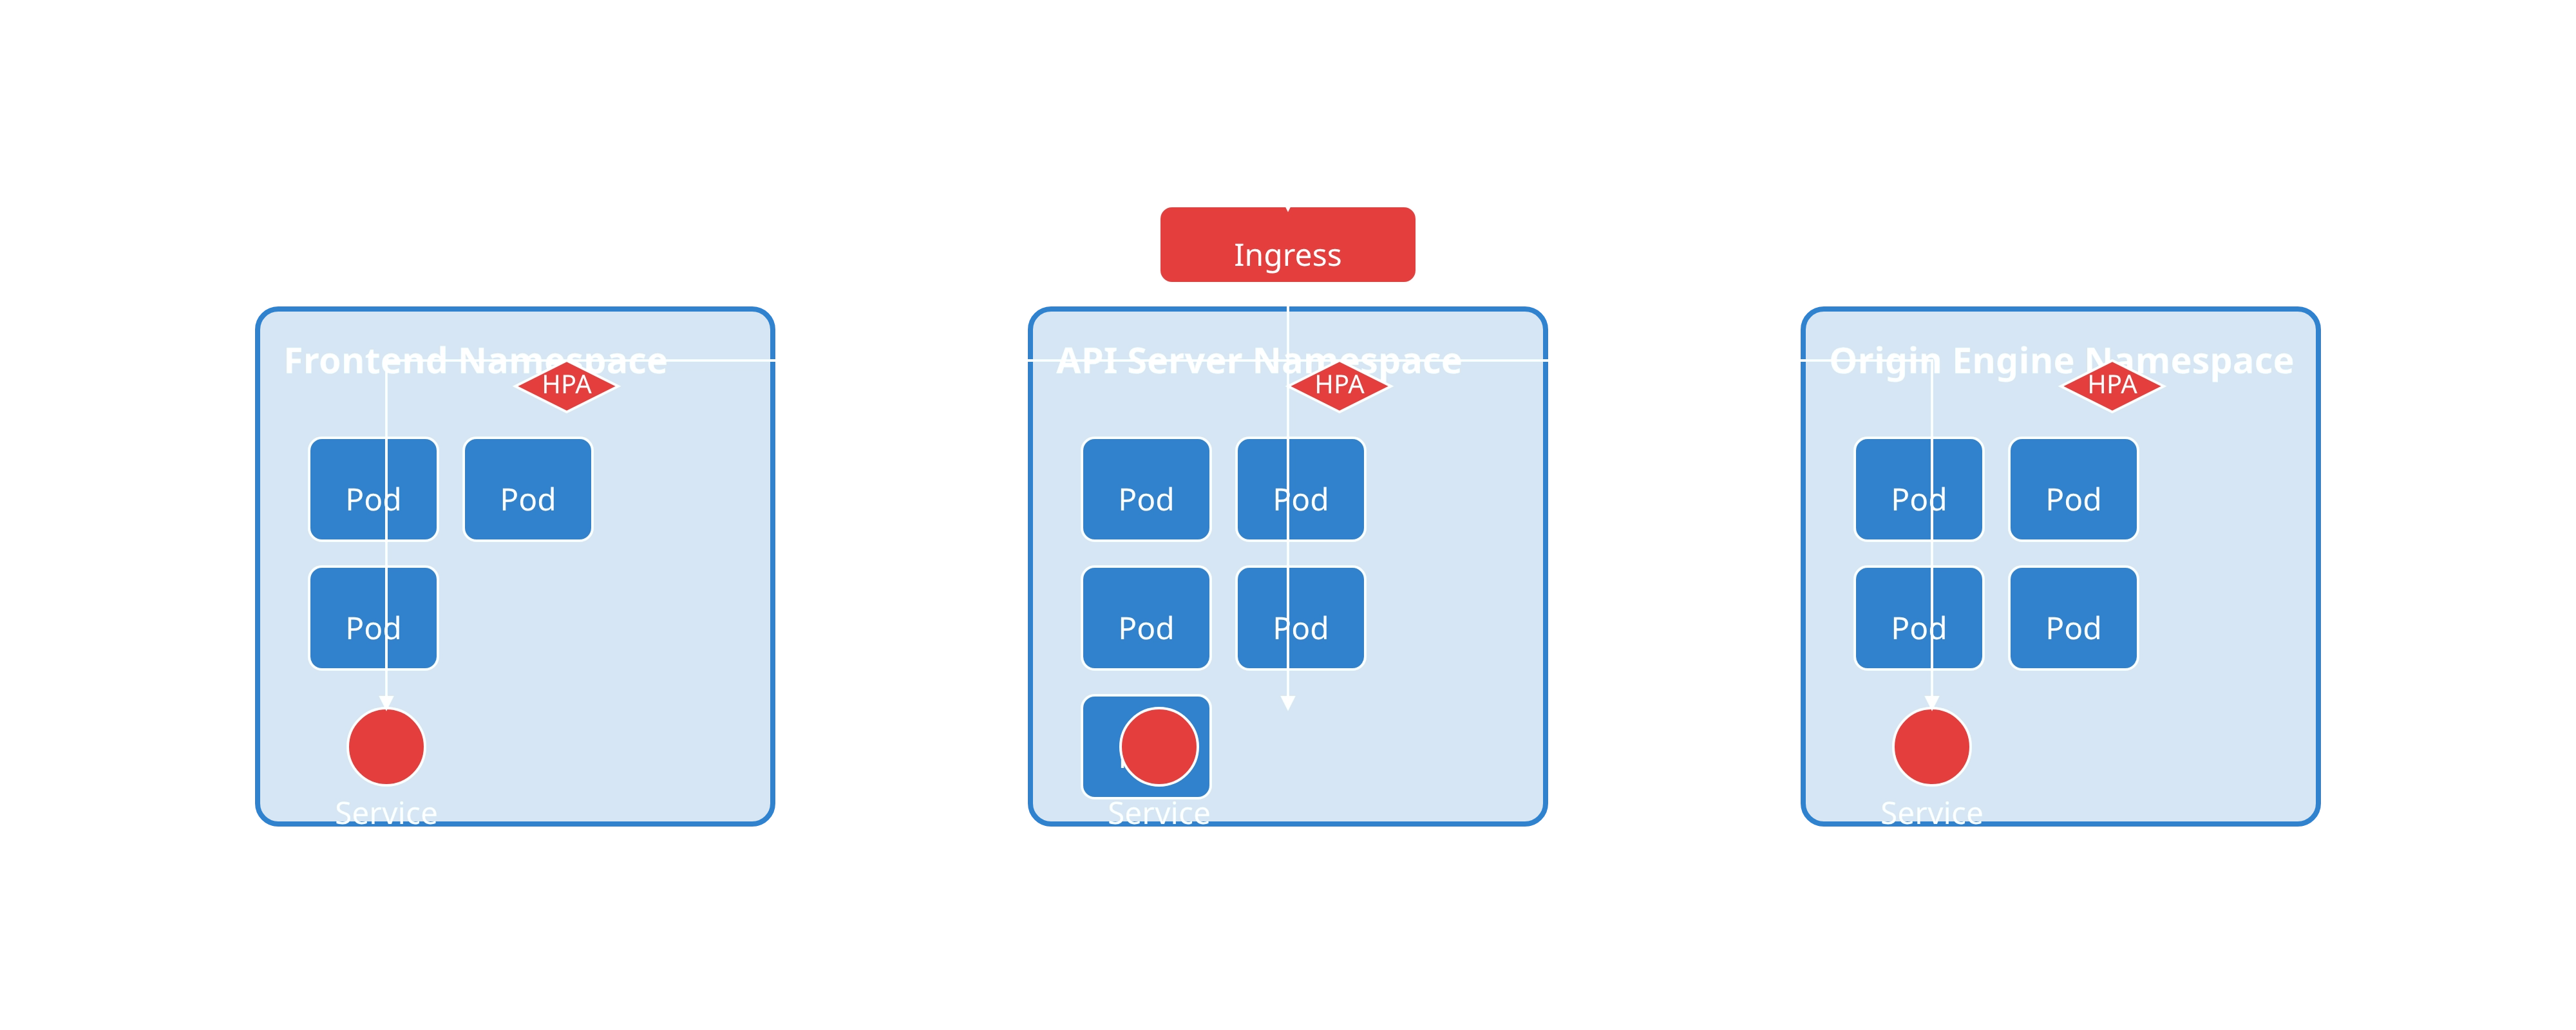 Ingress
Frontend Namespace
HPA
Pod
Pod
Pod
Service
API Server Namespace
HPA
Pod
Pod
Pod
Pod
Service
Origin Engine Namespace
HPA
Pod
Pod
Pod
Pod
Service